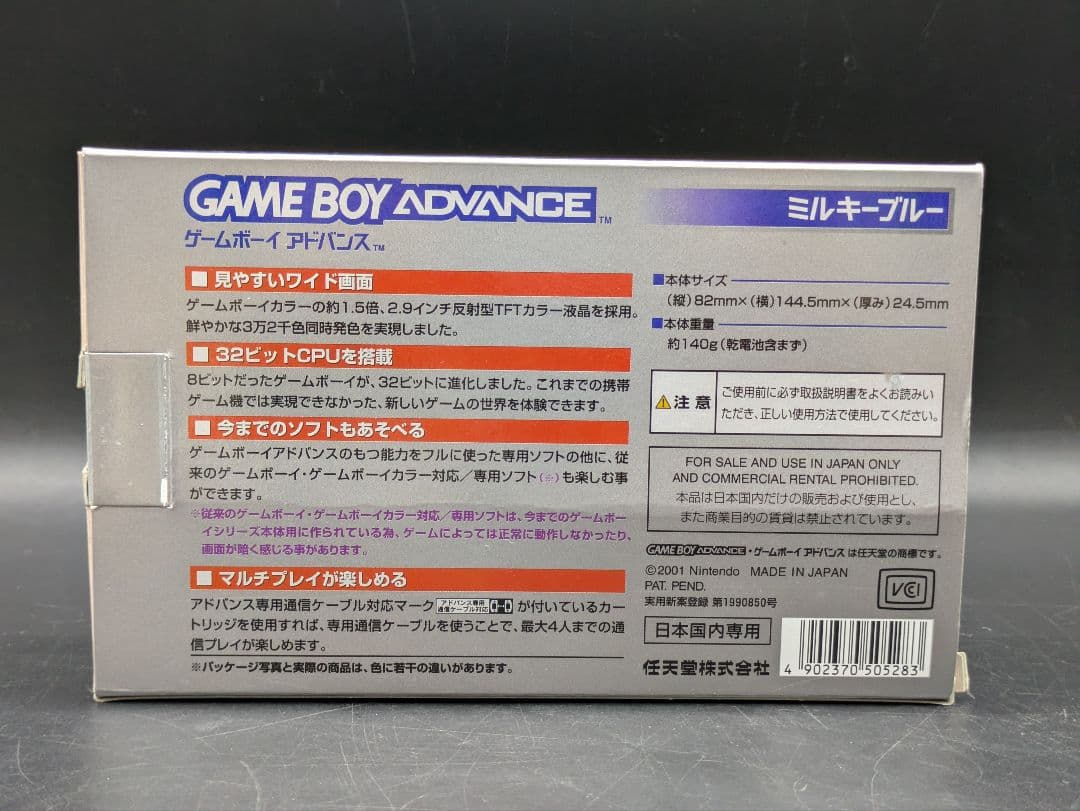 GAME BOY ADVANCE™
ゲームボーイ アドバンス™
ミルキーブルー
■ 見やすいワイド画面
ゲームボーイカラーの約1.5倍、2.9インチ反射型TFTカラー液晶を採用。
鮮やかな3万2千色同時発色を実現しました。
■ 32ビットCPUを搭載
8ビットだったゲームボーイが、32ビットに進化しました。これまでの携帯
ゲーム機では実現できなかった、新しいゲームの世界を体験できます。
■ 今までのソフトもあそべる
ゲームボーイアドバンスのもつ能力をフルに使った専用ソフトの他に、従
来のゲームボーイ・ゲームボーイカラー対応／専用ソフト(※)も楽しむ事
ができます。
※従来のゲームボーイ・ゲームボーイカラー対応／専用ソフトは、今までのゲームボー
イシリーズ本体用に作られている為、ゲームによっては正常に動作しなかったり、
画面が暗く感じる事があります。
■ マルチプレイが楽しめる
アドバンス専用通信ケーブル対応マーク アドバンス専用 通信ケーブル対応 が付いているカー
トリッジを使用すれば、専用通信ケーブルを使うことで、最大4人までの通
信プレイが楽しめます。
※パッケージ写真と実際の商品は、色に若干の違いがあります。
■本体サイズ
（縦）82mm×（横）144.5mm×（厚み）24.5mm
■本体重量
約140g（乾電池含まず）
⚠注意
ご使用前に必ず取扱説明書をよくお読みい
ただき、正しい使用方法で使用してください。
FOR SALE AND USE IN JAPAN ONLY
AND COMMERCIAL RENTAL PROHIBITED.
本品は日本国内だけの販売および使用とし、
また商業目的の賃貸は禁止されています。
GAME BOY ADVANCE・ゲームボーイ アドバンス は任天堂の商標です。
©2001 Nintendo MADE IN JAPAN
PAT. PEND.
実用新案登録 第1990850号
VCI
日本国内専用
任天堂株式会社
4 902370 505283